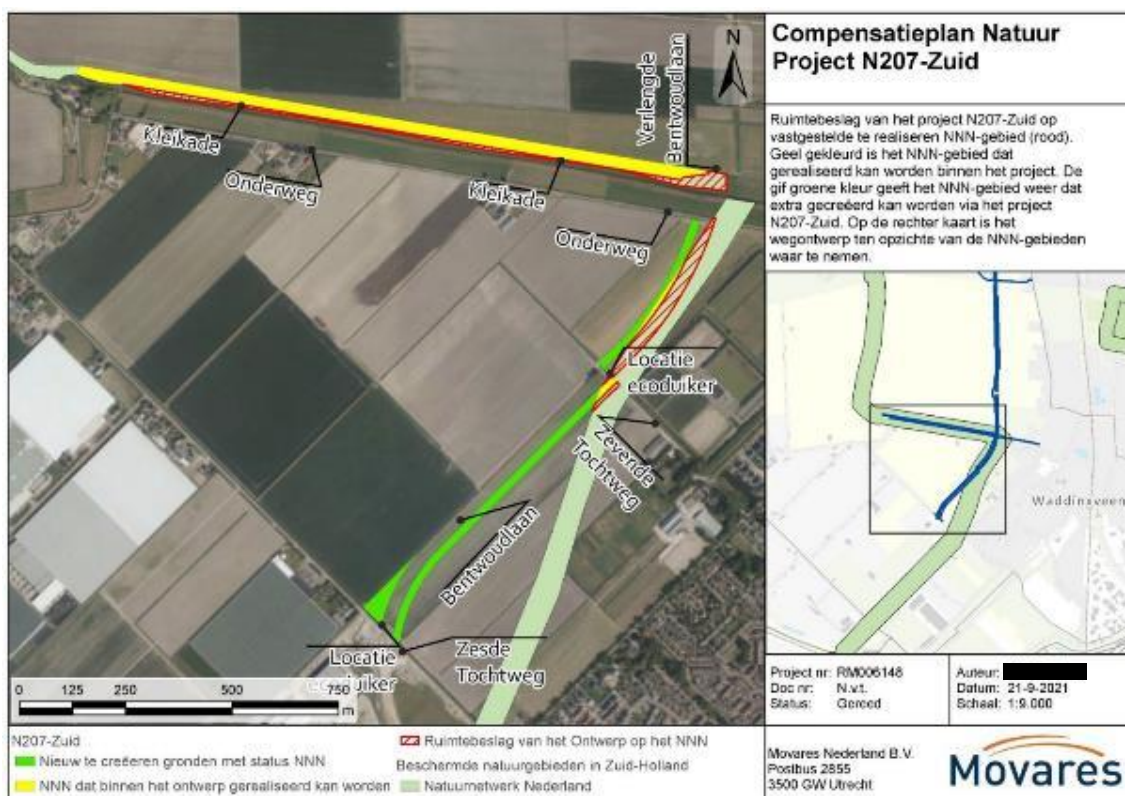 Compensatieplan Natuur
Project N207-Zuid
Ruimtebeslag van het project N207-Zuid op
vastgestelde te realiseren NNN-gebied (rood).
Geel gekleurd is het NNN-gebied dat
gerealiseerd kan worden binnen het project. De
gif groene kleur geeft het NNN-gebied weer dat
extra gecreëerd kan worden via het project
N207-Zuid. Op de rechter kaart is het
wegontwerp ten opzichte van de NNN-gebieden
waar te nemen.
N
Verlengde
Bentwoudlaan
Kleikade
Onderweg
Kleikade
Onderweg
Locatie
ecoduiker
Zevende
Tochtweg
Bentwoudlaan
Locatie
ecoduiker
Zesde
Tochtweg
0 125 250 500 750
m
Waddinxveen
Project nr: RM006148
Doc nr: N.v.t.
Status: Gereed
Auteur:
Datum: 21-9-2021
Schaal: 1:9.000
N207-Zuid
Nieuw te creëeren gronden met status NNN
NNN dat binnen het ontwerp gerealiseerd kan worden
Ruimtebeslag van het Ontwerp op het NNN
Beschermde natuurgebieden in Zuid-Holland
Natuurnetwerk Nederland
Movares Nederland B.V.
Postbus 2855
3500 GW Utrecht
Movares